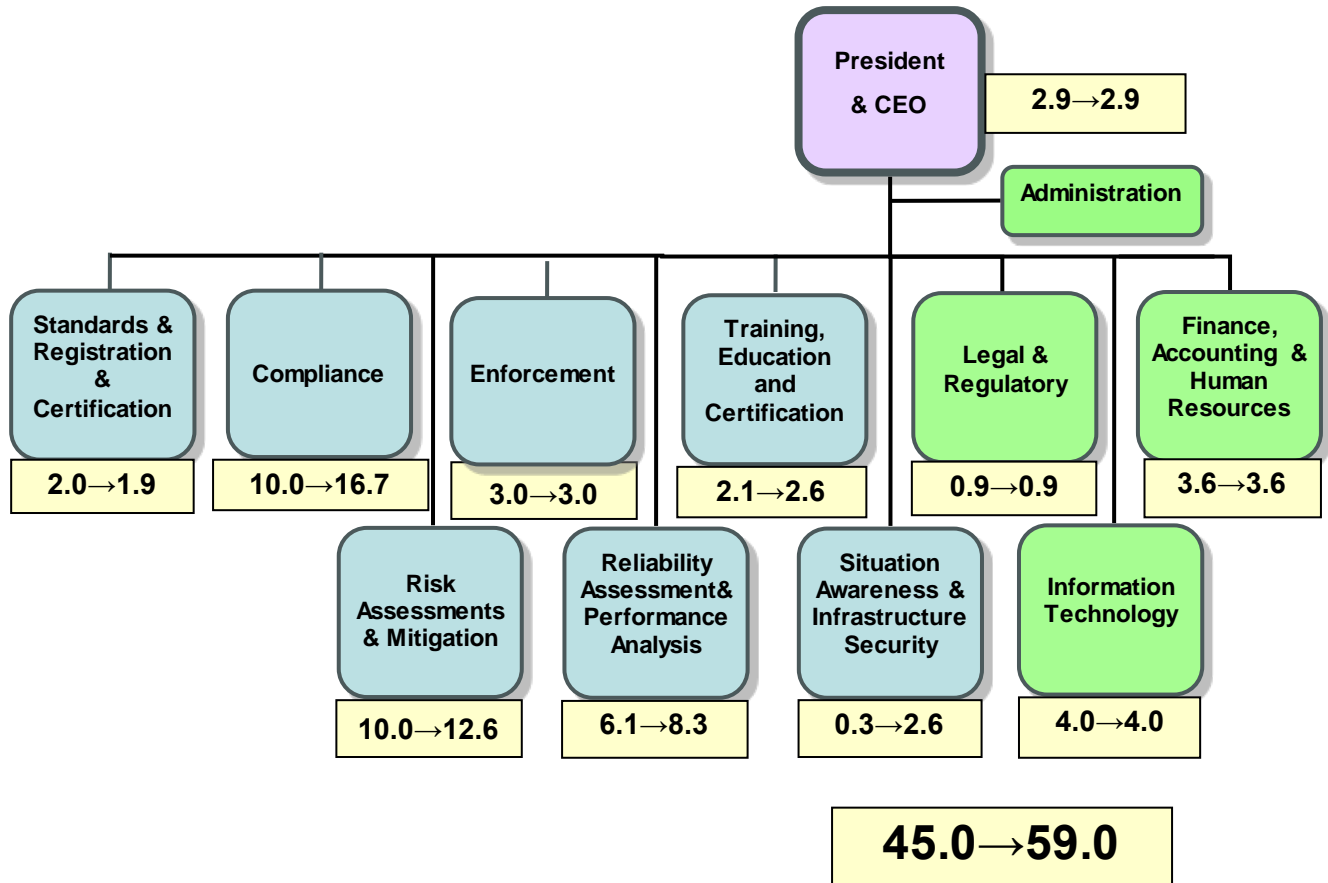 President
& CEO
2.9→2.9
Administration
Standards &
Registration
&
Certification
2.0→1.9
Compliance
10.0→16.7
Enforcement
3.0→3.0
Training,
Education
and
Certification
2.1→2.6
Legal &
Regulatory
0.9→0.9
Finance,
Accounting &
Human
Resources
3.6→3.6
Risk
Assessments
& Mitigation
10.0→12.6
Reliability
Assessment&
Performance
Analysis
6.1→8.3
Situation
Awareness &
Infrastructure
Security
0.3→2.6
Information
Technology
4.0→4.0
45.0→59.0